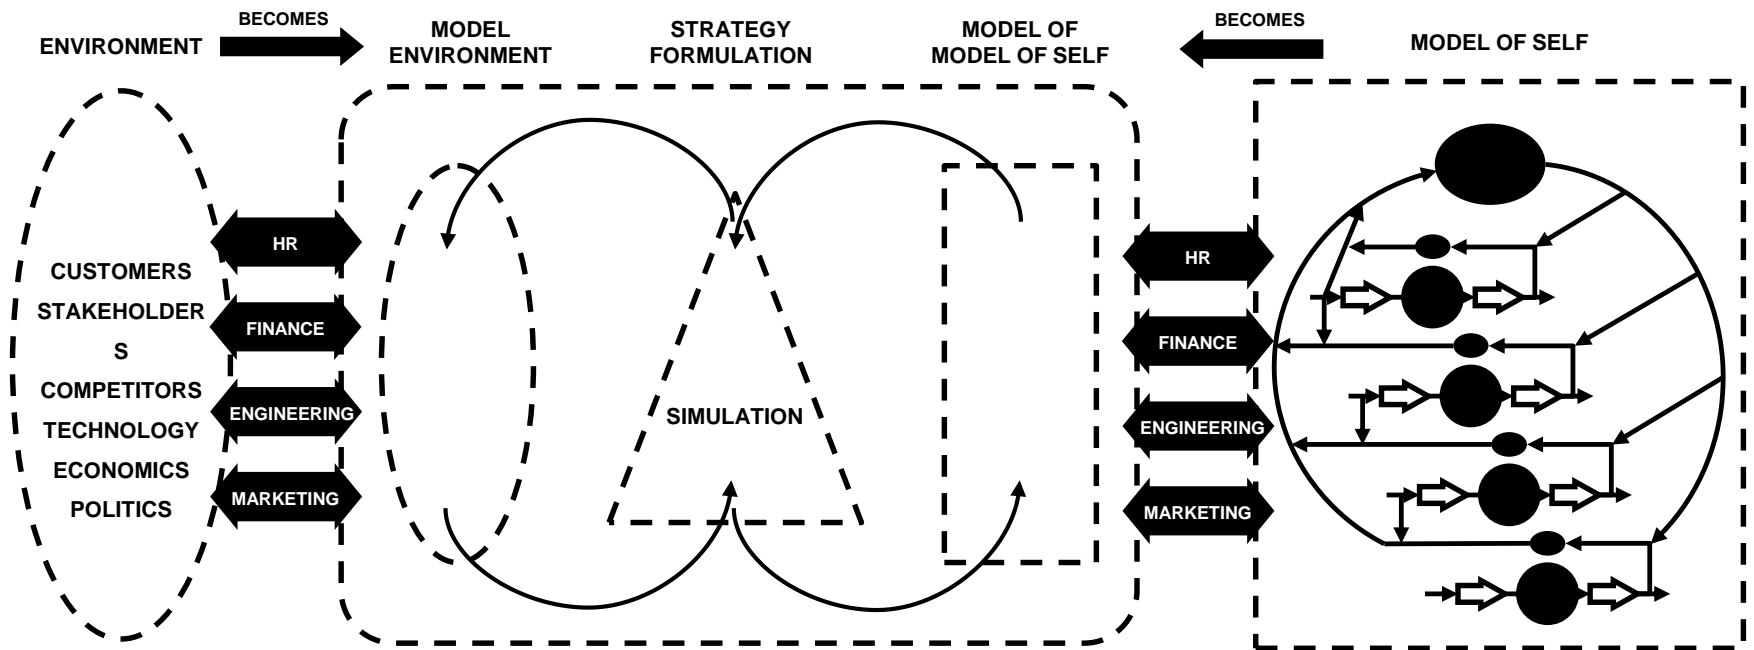 ENVIRONMENT
BECOMES
MODEL
ENVIRONMENT
STRATEGY
FORMULATION
MODEL OF
MODEL OF SELF
BECOMES
MODEL OF SELF
CUSTOMERS
STAKEHOLDER
S
COMPETITORS
TECHNOLOGY
ECONOMICS
POLITICS
HR
FINANCE
ENGINEERING
MARKETING
SIMULATION
HR
FINANCE
ENGINEERING
MARKETING